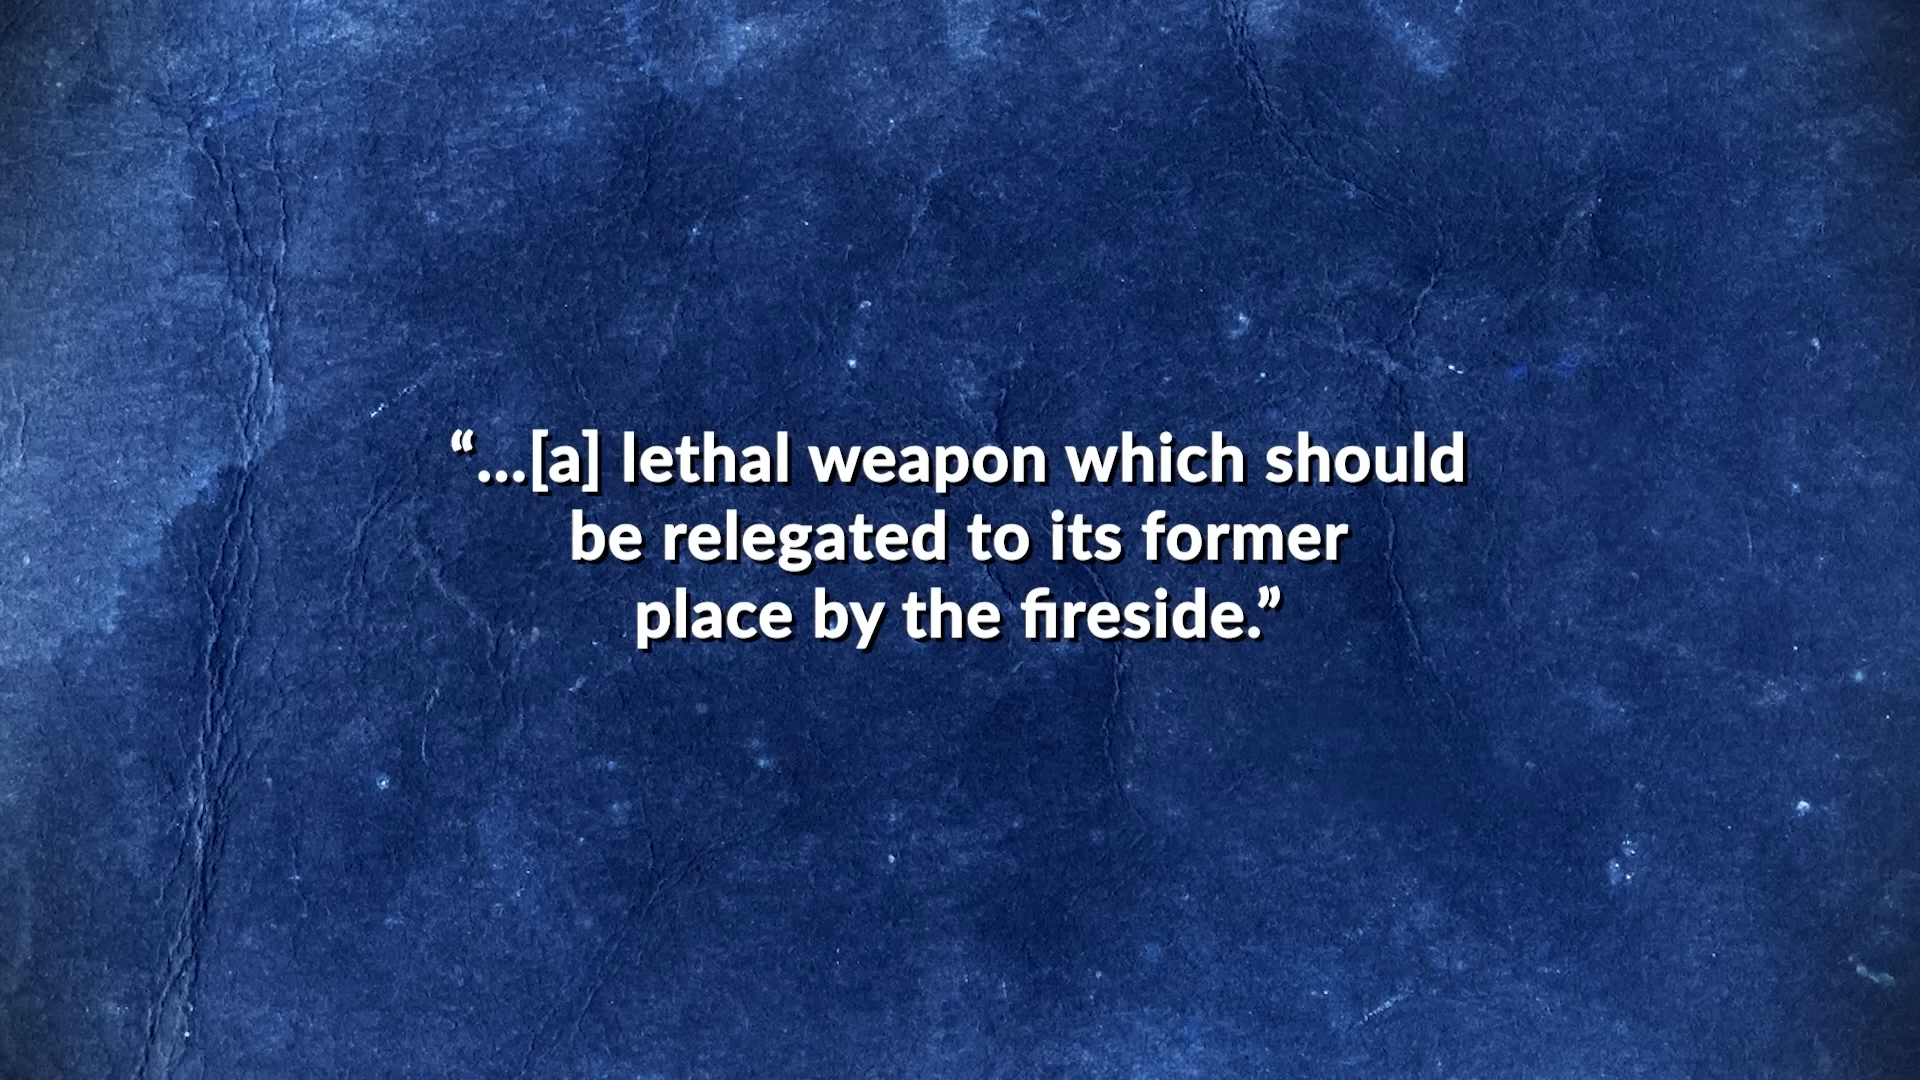 “...[a] lethal weapon which should
be relegated to its former
place by the fireside.”